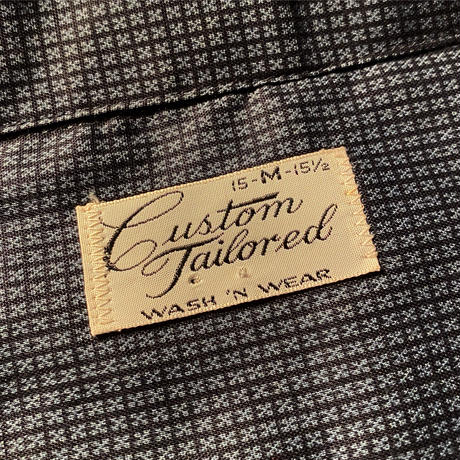 15-M-15½
Custom
Tailored
WASH 'N WEAR